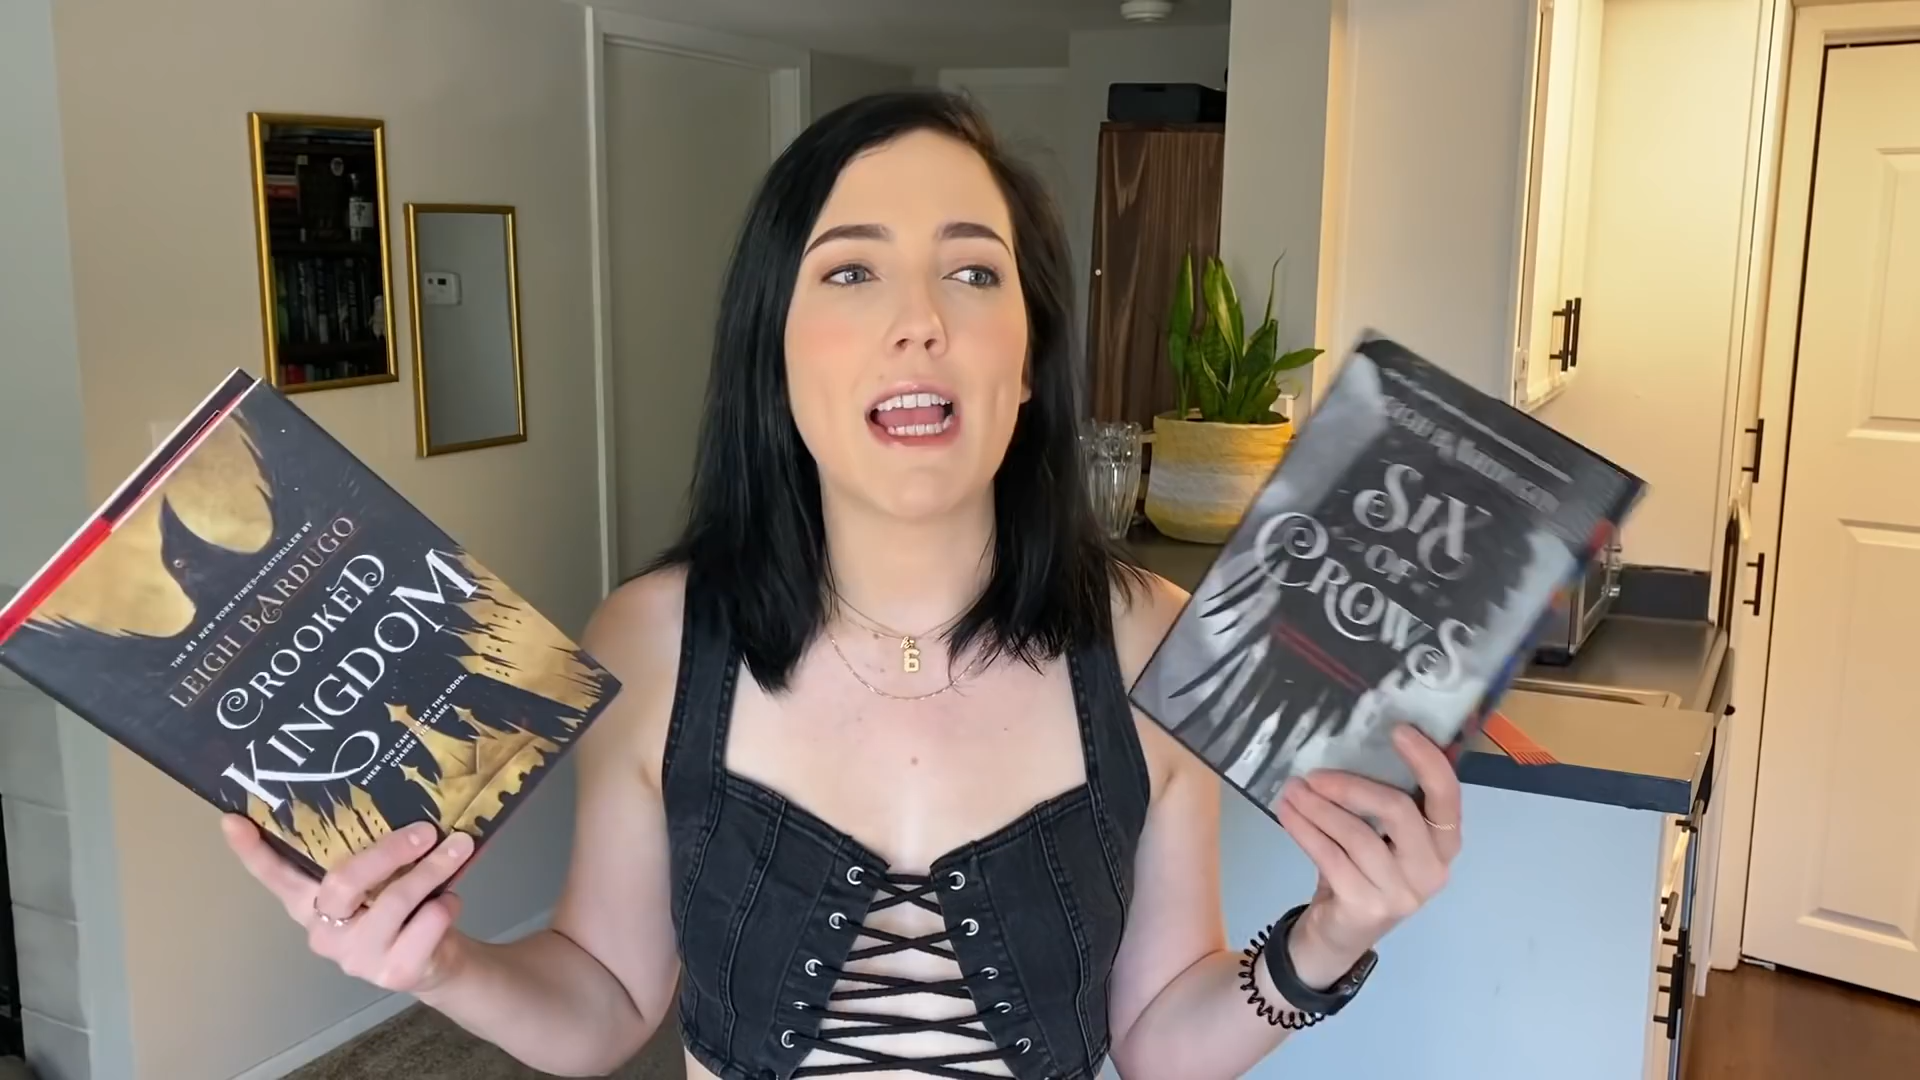 THE #1 NEW YORK TIMES–BESTSELLER BY
LEIGH BARDUGO
CROOKED
KINGDOM
WHEN YOU CAN'T BEAT THE ODDS,
CHANGE THE GAME.
SIX
OF
CROWS
6